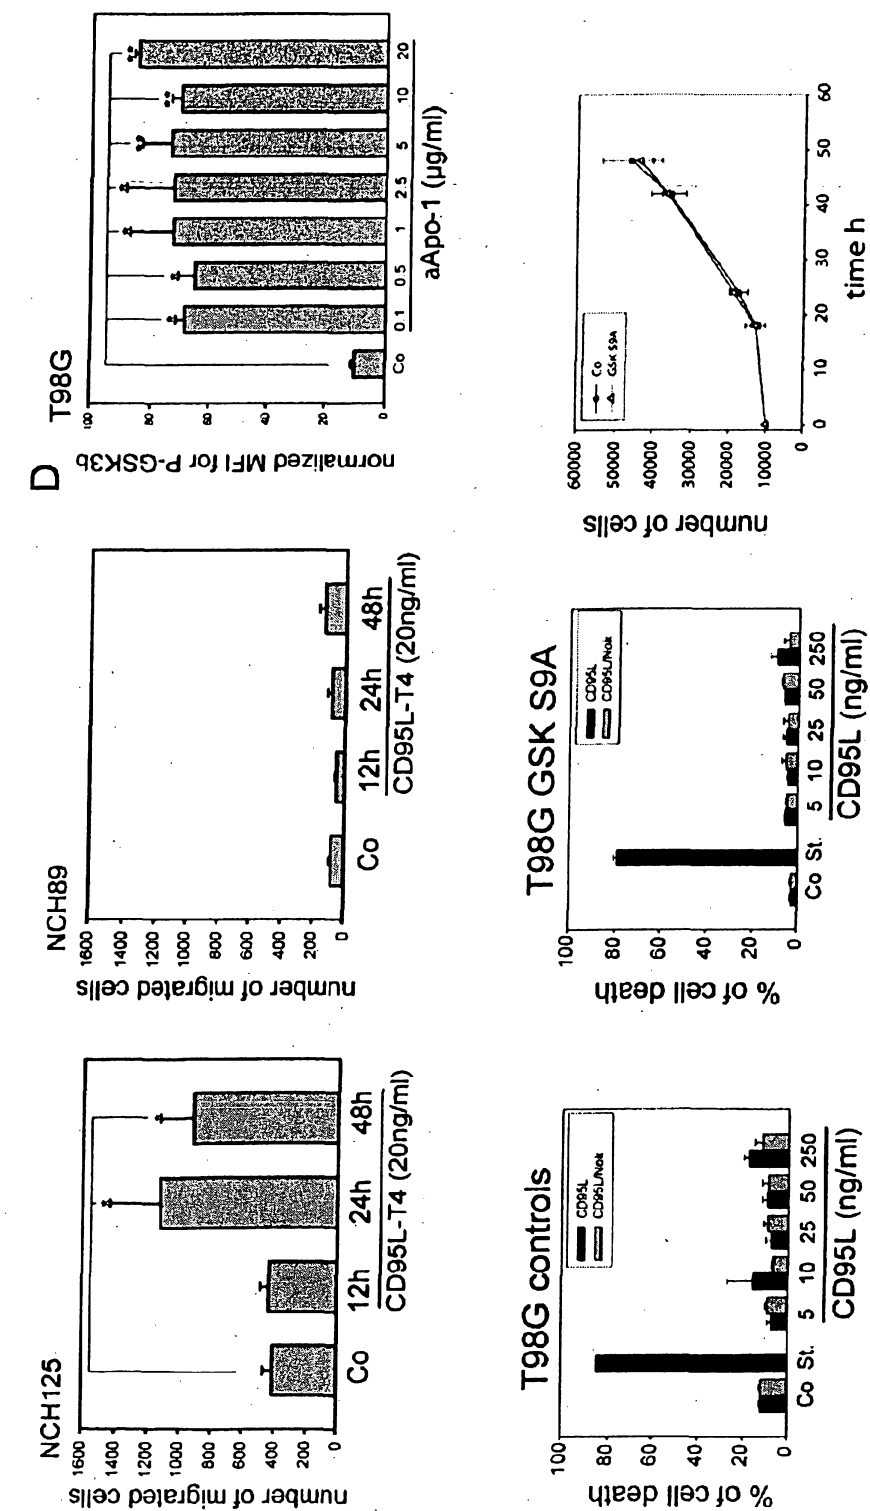 NCH125
number of migrated cells
1600
1400
1200
1000
800
600
400
200
0
Co 12h 24h 48h
CD95L-T4 (20ng/ml)
NCH89
number of migrated cells
1600
1400
1200
1000
800
600
400
200
0
Co 12h 24h 48h
CD95L-T4 (20ng/ml)
D
T98G
normalized MFI for P-GSK3b
100
80
60
40
20
0
Co 0.1 0.5 1 2.5 5 10 20
aApo-1 (µg/ml)
T98G controls
% of cell death
100
80
60
40
20
0
CD95L
CD95L/Nok
Co St. 5 10 25 50 250
CD95L (ng/ml)
T98G GSK S9A
% of cell death
100
80
60
40
20
0
CD95L
CD95L/Nok
Co St. 5 10 25 50 250
CD95L (ng/ml)
number of cells
60000
50000
40000
30000
20000
10000
0
Co
GSK S9A
0 10 20 30 40 50 60
time h